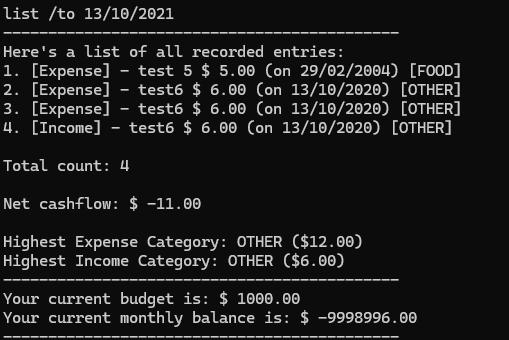 list /to 13/10/2021
------------------------------------------
Here's a list of all recorded entries:
1. [Expense] - test 5 $ 5.00 (on 29/02/2004) [FOOD]
2. [Expense] - test6 $ 6.00 (on 13/10/2020) [OTHER]
3. [Expense] - test6 $ 6.00 (on 13/10/2020) [OTHER]
4. [Income] - test6 $ 6.00 (on 13/10/2020) [OTHER]
Total count: 4
Net cashflow: $ -11.00
Highest Expense Category: OTHER ($12.00)
Highest Income Category: OTHER ($6.00)
------------------------------------------
Your current budget is: $ 1000.00
Your current monthly balance is: $ -9998996.00
------------------------------------------